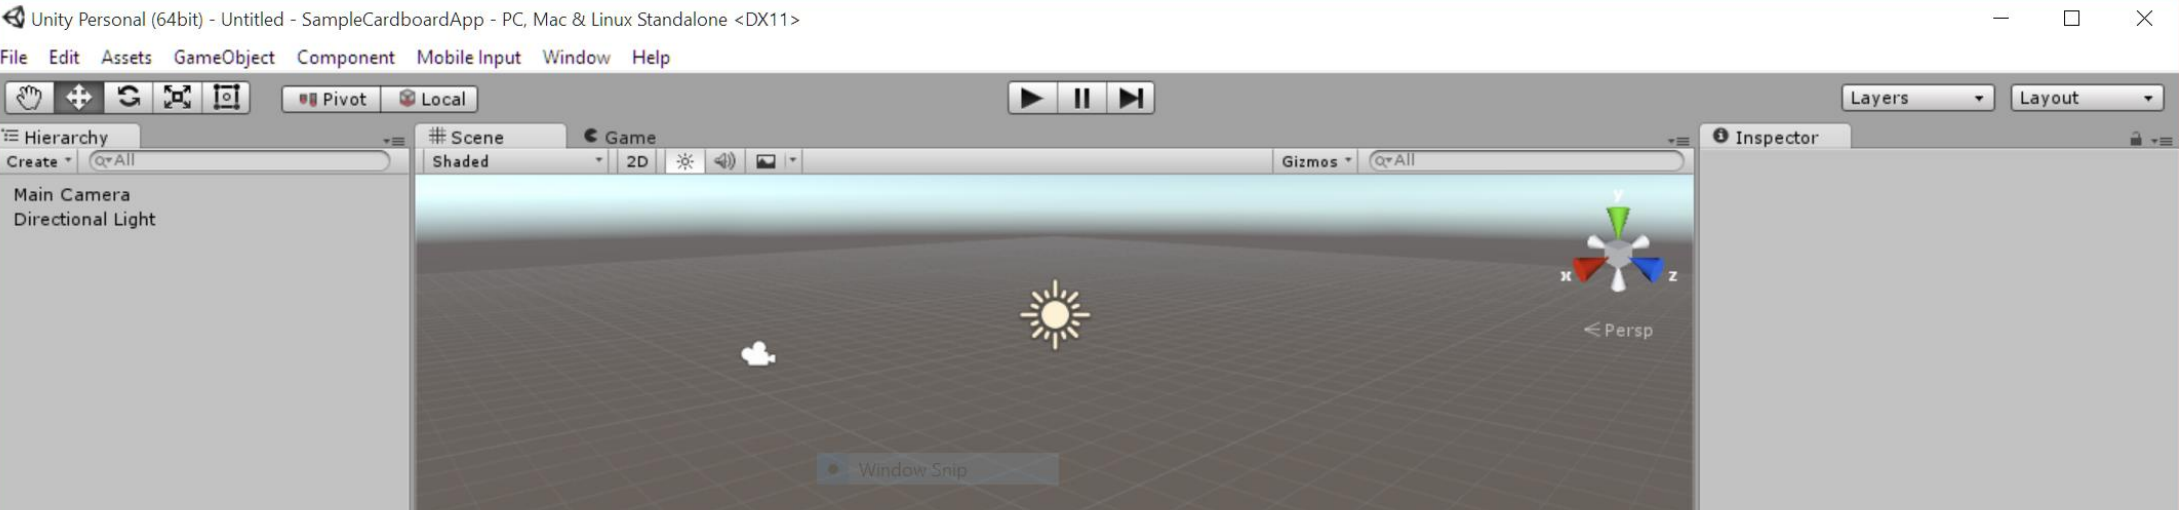 Unity Personal (64bit) - Untitled - SampleCardboardApp - PC, Mac & Linux Standalone <DX11>
File Edit Assets GameObject Component Mobile Input Window Help
Pivot Local Layers Layout
Hierarchy Scene Game Inspector
Create All Shaded 2D Gizmos All
Main Camera
Directional Light
y
x z
Persp
Window Snip